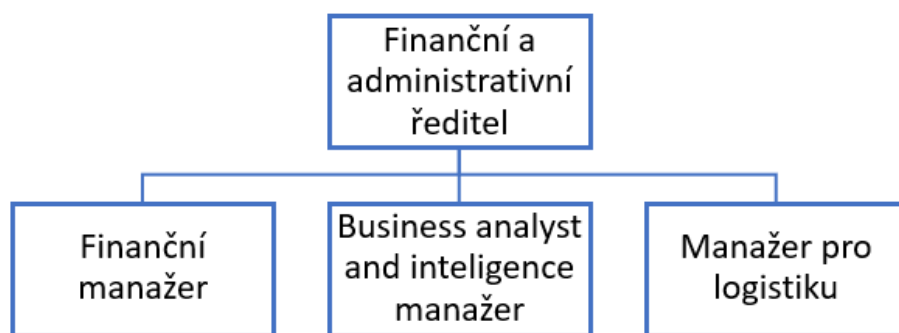 Finanční a
administrativní
ředitel
Finanční
manažer
Business analyst
and inteligence
manažer
Manažer pro
logistiku